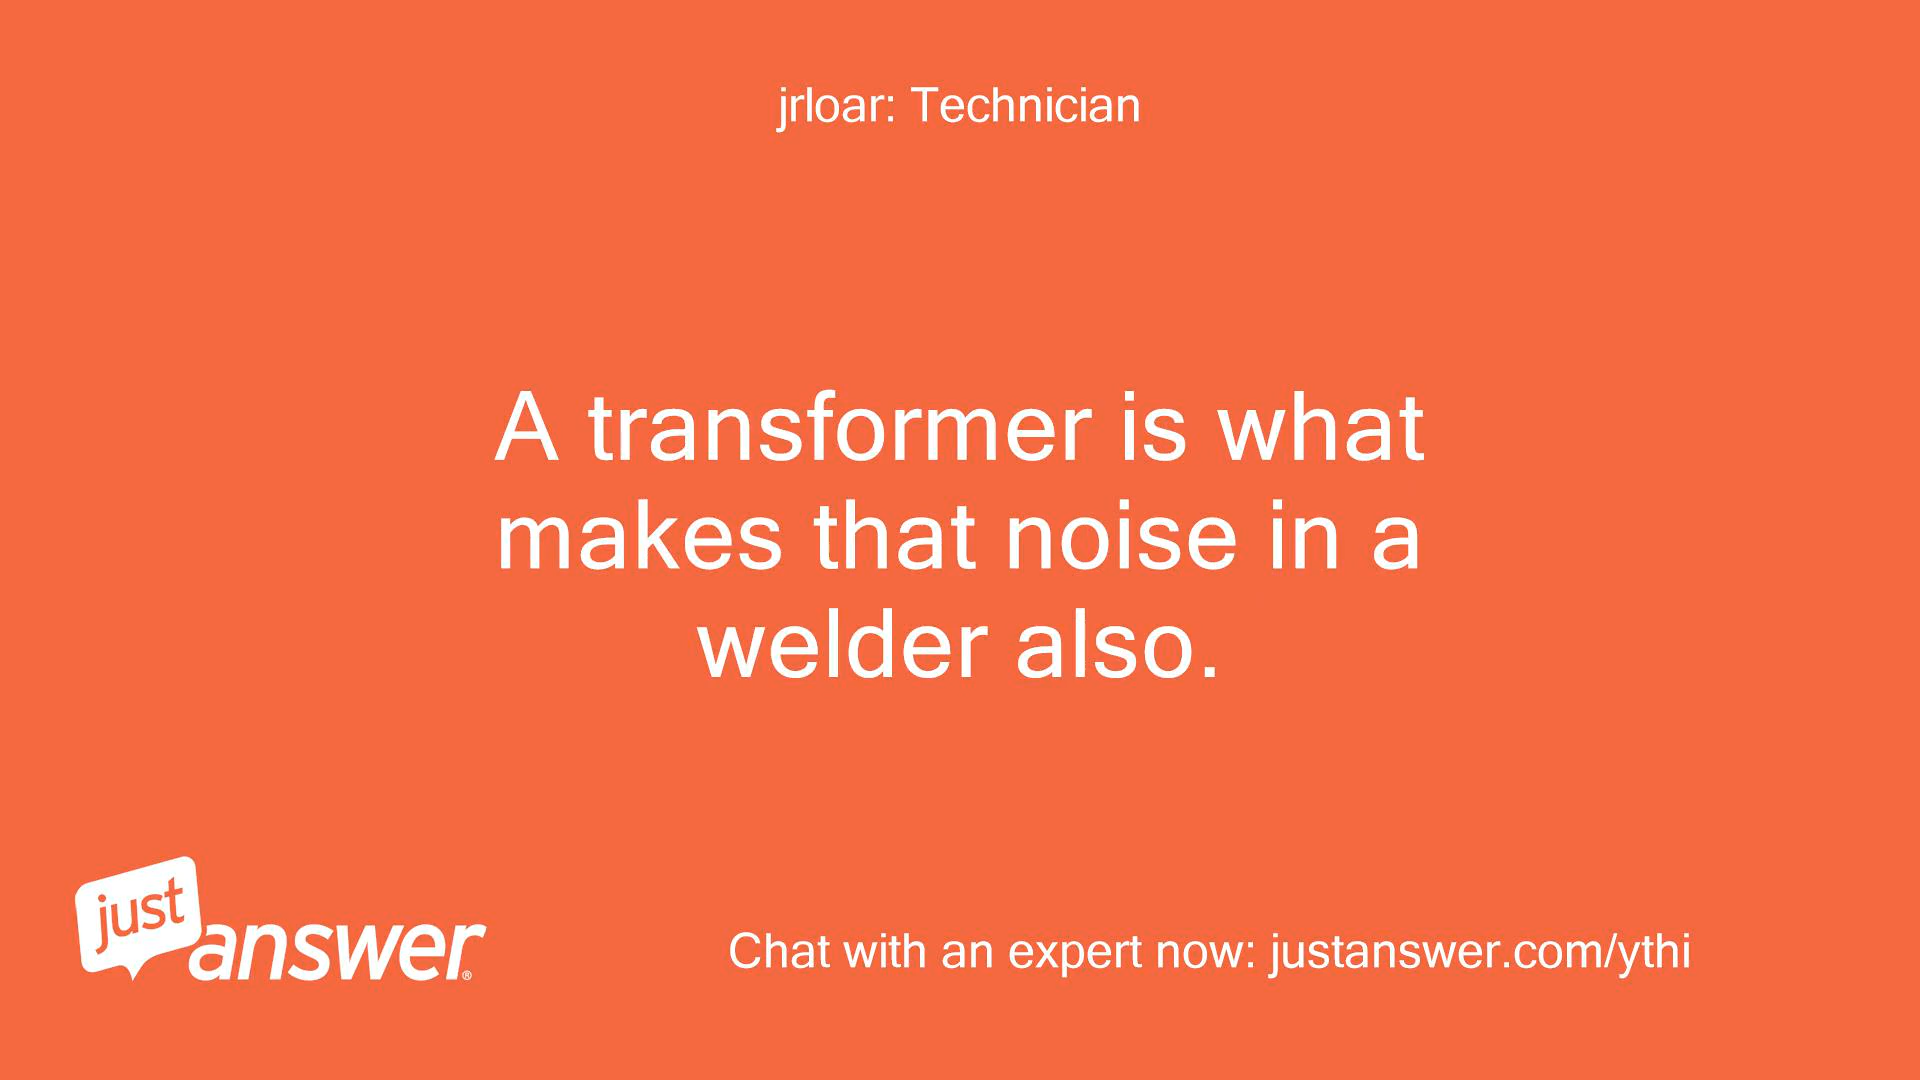 jrloar: Technician
A transformer is what
makes that noise in a
welder also.
just
answer®
Chat with an expert now: justanswer.com/ythi